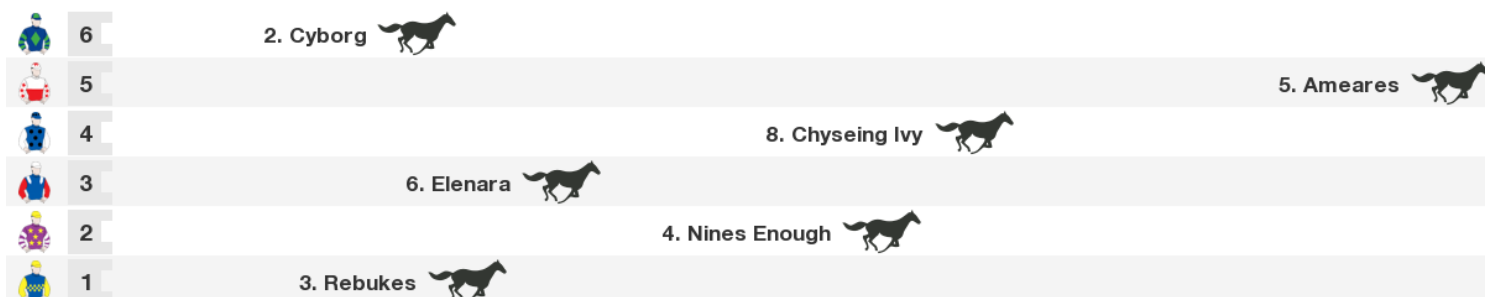 6 2. Cyborg
5 5. Ameares
4 8. Chyseing Ivy
3 6. Elenara
2 4. Nines Enough
1 3. Rebukes